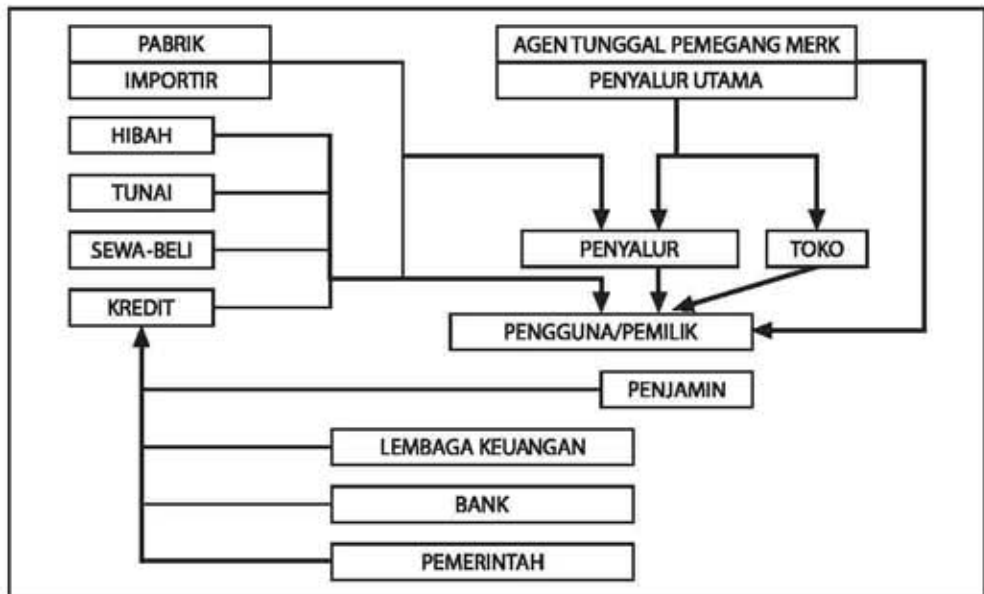 PABRIK
IMPORTIR
AGEN TUNGGAL PEMEGANG MERK
PENYALUR UTAMA
HIBAH
TUNAI
SEWA-BELI
KREDIT
PENYALUR
TOKO
PENGGUNA/PEMILIK
PENJAMIN
LEMBAGA KEUANGAN
BANK
PEMERINTAH